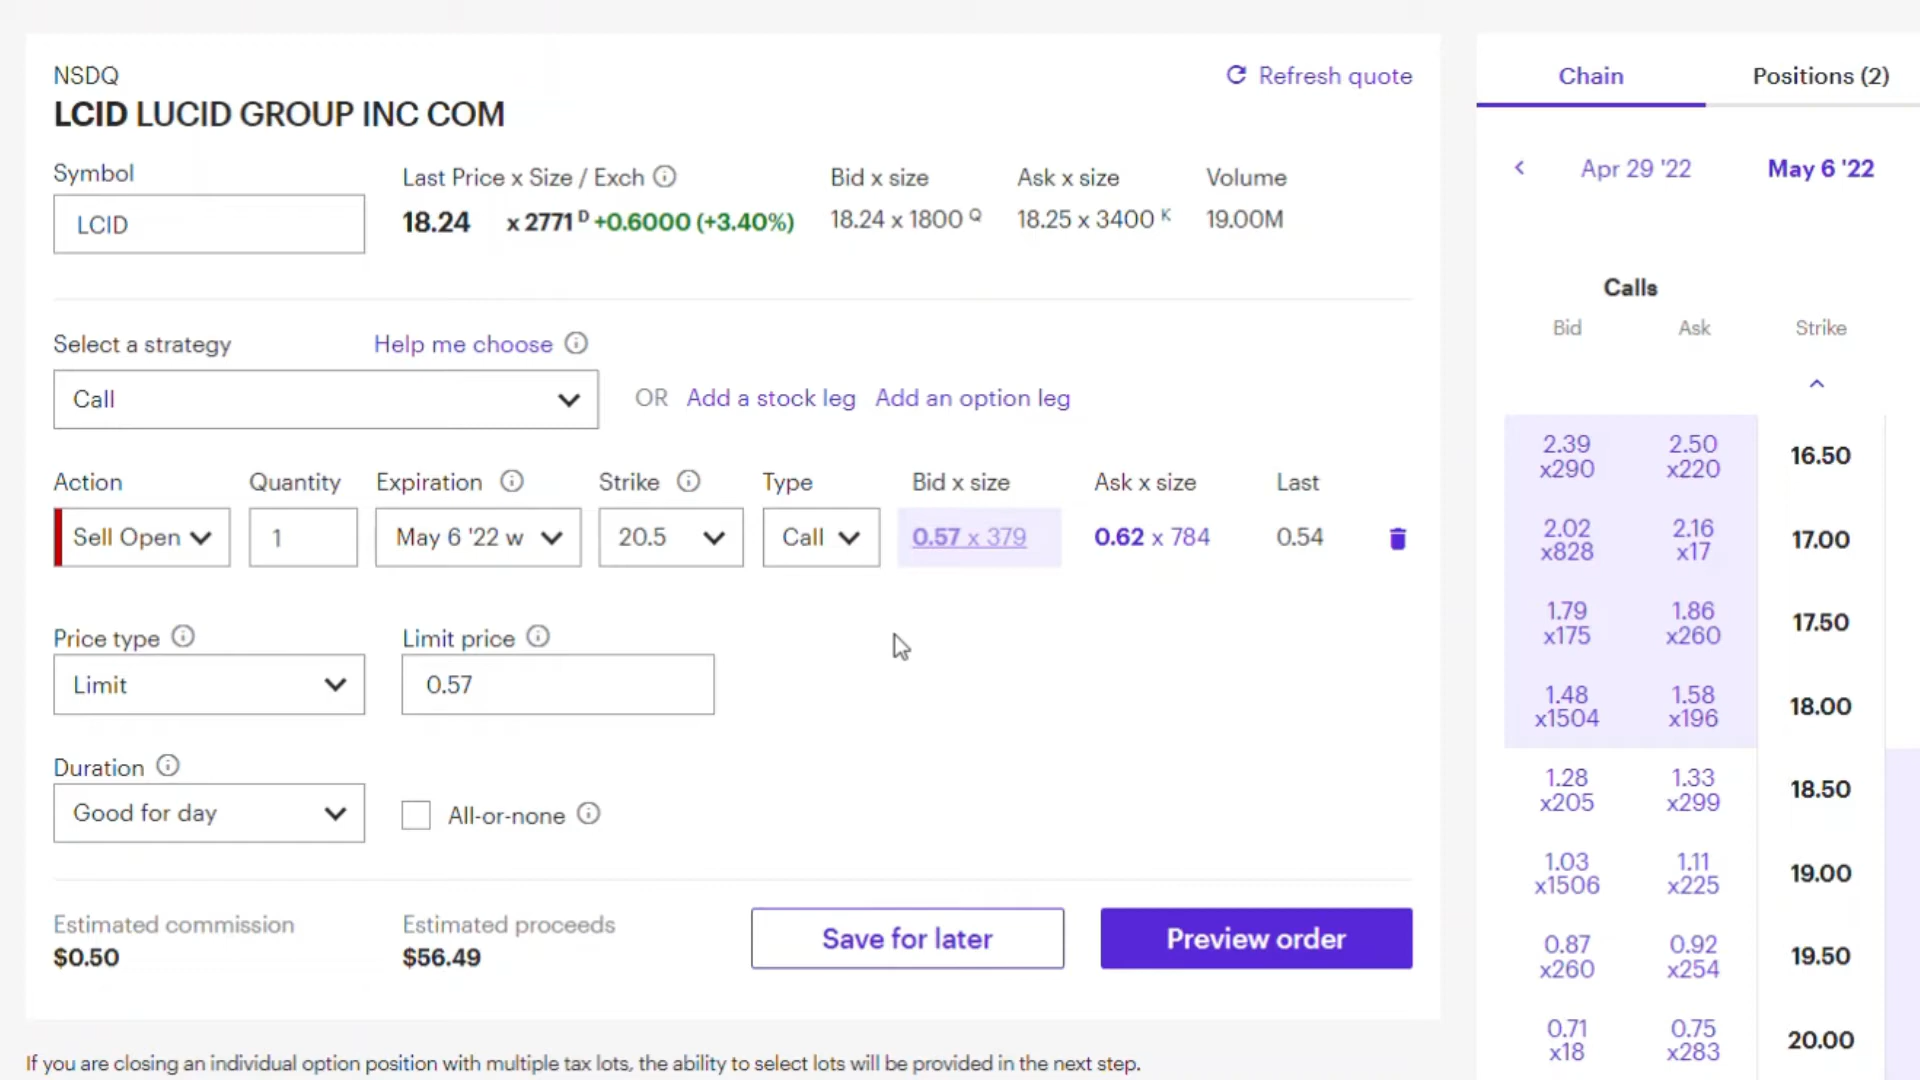 NSDQ
Refresh quote
LCID LUCID GROUP INC COM
Symbol
Last Price x Size / Exch
Bid x size
Ask x size
Volume
LCID
18.24 x 2771 D +0.6000 (+3.40%)
18.24 x 1800 Q
18.25 x 3400 K
19.00M
Select a strategy
Help me choose
Call
OR Add a stock leg Add an option leg
Action
Quantity
Expiration
Strike
Type
Bid x size
Ask x size
Last
Sell Open
1
May 6 '22 w
20.5
Call
0.57 x 379
0.62 x 784
0.54
Price type
Limit price
Limit
0.57
Duration
Good for day
All-or-none
Estimated commission
Estimated proceeds
$0.50
$56.49
Save for later
Preview order
If you are closing an individual option position with multiple tax lots, the ability to select lots will be provided in the next step.
Chain
Positions (2)
Apr 29 '22
May 6 '22
Calls
Bid
Ask
Strike
2.39 2.50
x290 x220
16.50
2.02 2.16
x828 x17
17.00
1.79 1.86
x175 x260
17.50
1.48 1.58
x1504 x196
18.00
1.28 1.33
x205 x299
18.50
1.03 1.11
x1506 x225
19.00
0.87 0.92
x260 x254
19.50
0.71 0.75
x18 x283
20.00